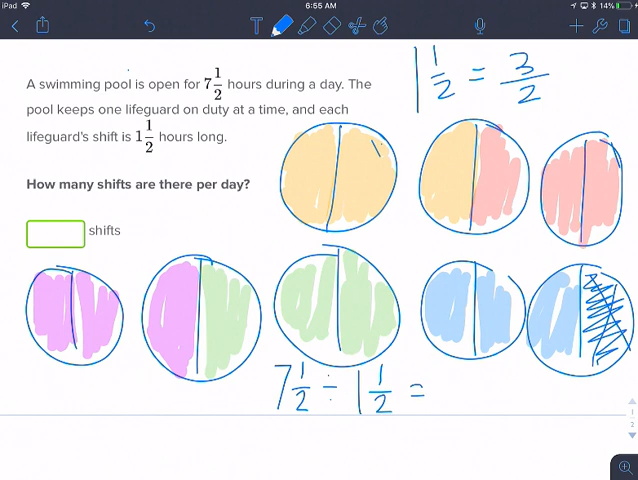 iPad
6:55 AM
14%
T
A swimming pool is open for 7 1/2 hours during a day. The
pool keeps one lifeguard on duty at a time, and each
lifeguard's shift is 1 1/2 hours long.
1 1/2 = 3/2
How many shifts are there per day?
shifts
7 1/2 ÷ 1 1/2 =
1
2